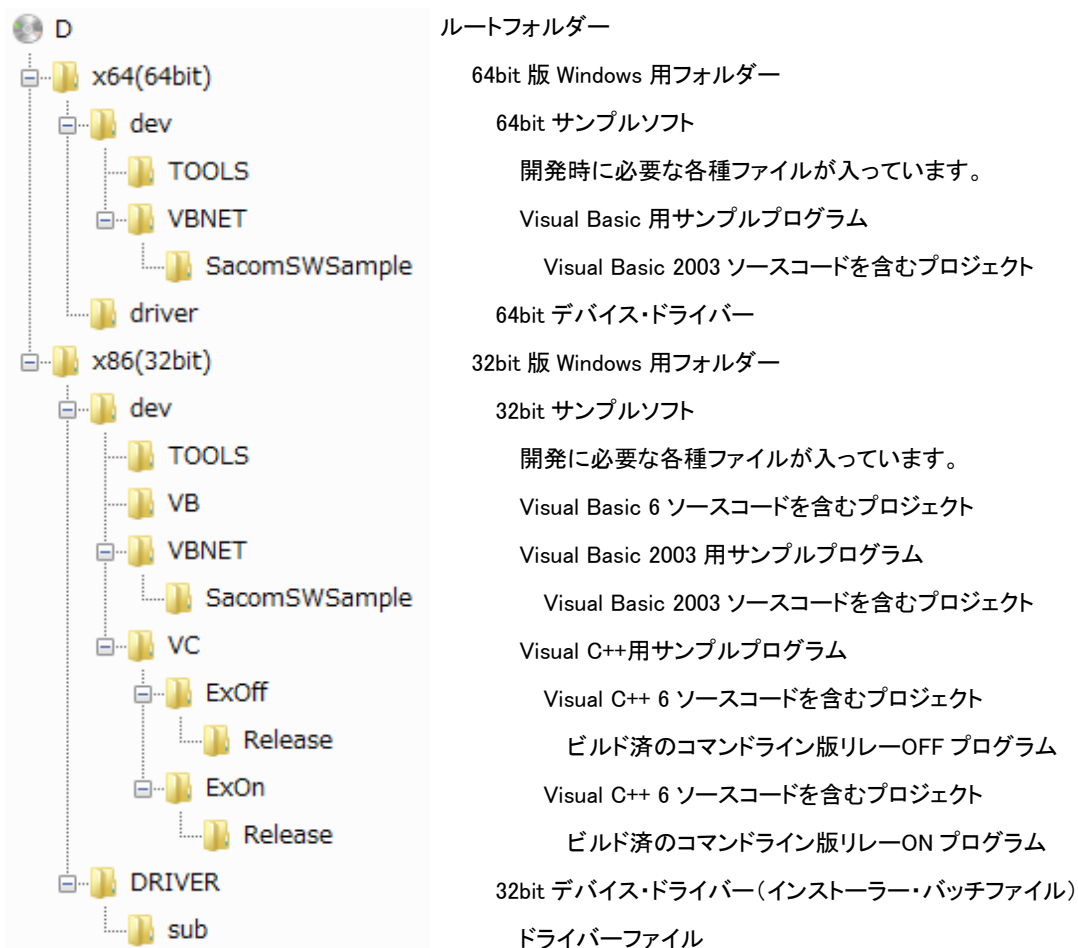 D ルートフォルダー
x64(64bit) 64bit 版 Windows 用フォルダー
dev 64bit サンプルソフト
TOOLS 開発時に必要な各種ファイルが入っています。
VBNET Visual Basic 用サンプルプログラム
SacomSWSample Visual Basic 2003 ソースコードを含むプロジェクト
driver 64bit デバイス・ドライバー
x86(32bit) 32bit 版 Windows 用フォルダー
dev 32bit サンプルソフト
TOOLS 開発に必要な各種ファイルが入っています。
VB Visual Basic 6 ソースコードを含むプロジェクト
VBNET Visual Basic 2003 用サンプルプログラム
SacomSWSample Visual Basic 2003 ソースコードを含むプロジェクト
VC Visual C++用サンプルプログラム
ExOff Visual C++ 6 ソースコードを含むプロジェクト
Release ビルド済のコマンドライン版リレーOFF プログラム
ExOn Visual C++ 6 ソースコードを含むプロジェクト
Release ビルド済のコマンドライン版リレーON プログラム
DRIVER 32bit デバイス・ドライバー（インストーラー・バッチファイル）
sub ドライバーファイル